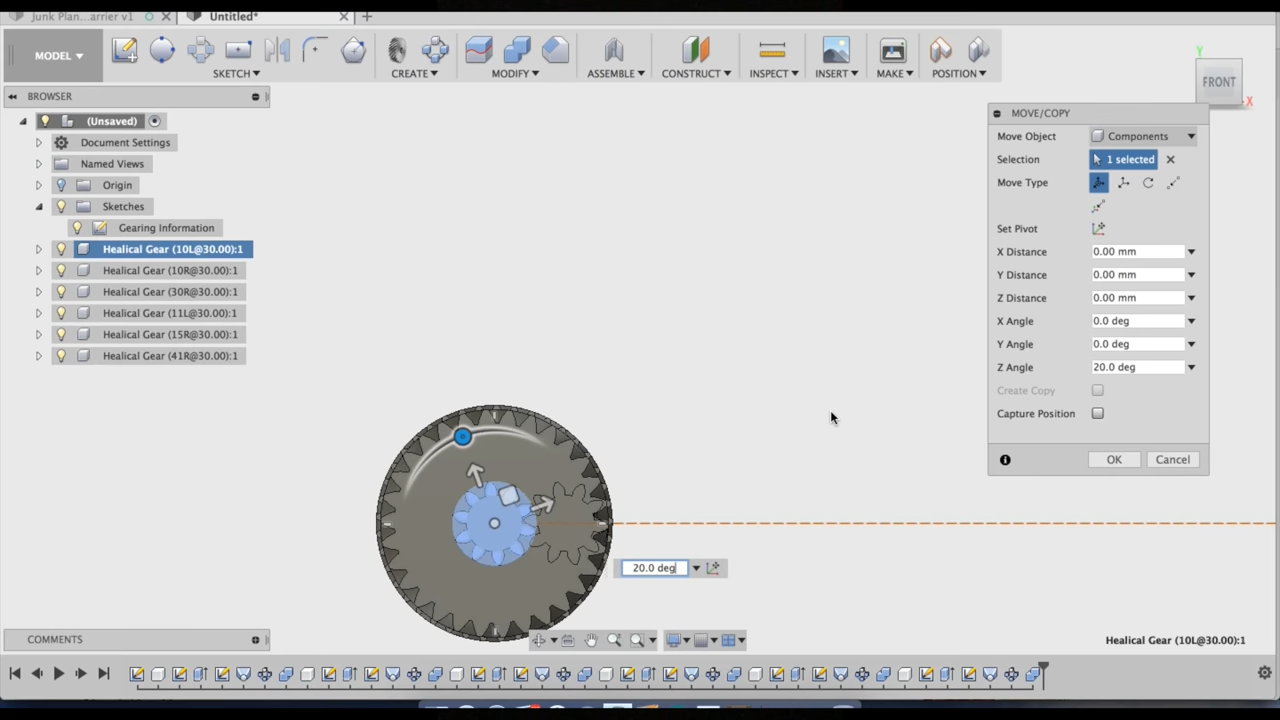 Junk Plan...arrier v1
Untitled*
MODEL
SKETCH
CREATE
MODIFY
ASSEMBLE
CONSTRUCT
INSPECT
INSERT
MAKE
POSITION
Y
FRONT
X
BROWSER
(Unsaved)
Document Settings
Named Views
Origin
Sketches
Gearing Information
Healical Gear (10L@30.00):1
Healical Gear (10R@30.00):1
Healical Gear (30R@30.00):1
Healical Gear (11L@30.00):1
Healical Gear (15R@30.00):1
Healical Gear (41R@30.00):1
MOVE/COPY
Move Object Components
Selection 1 selected
Move Type
Set Pivot
X Distance 0.00 mm
Y Distance 0.00 mm
Z Distance 0.00 mm
X Angle 0.0 deg
Y Angle 0.0 deg
Z Angle 20.0 deg
Create Copy
Capture Position
OK Cancel
20.0 deg
COMMENTS
Healical Gear (10L@30.00):1